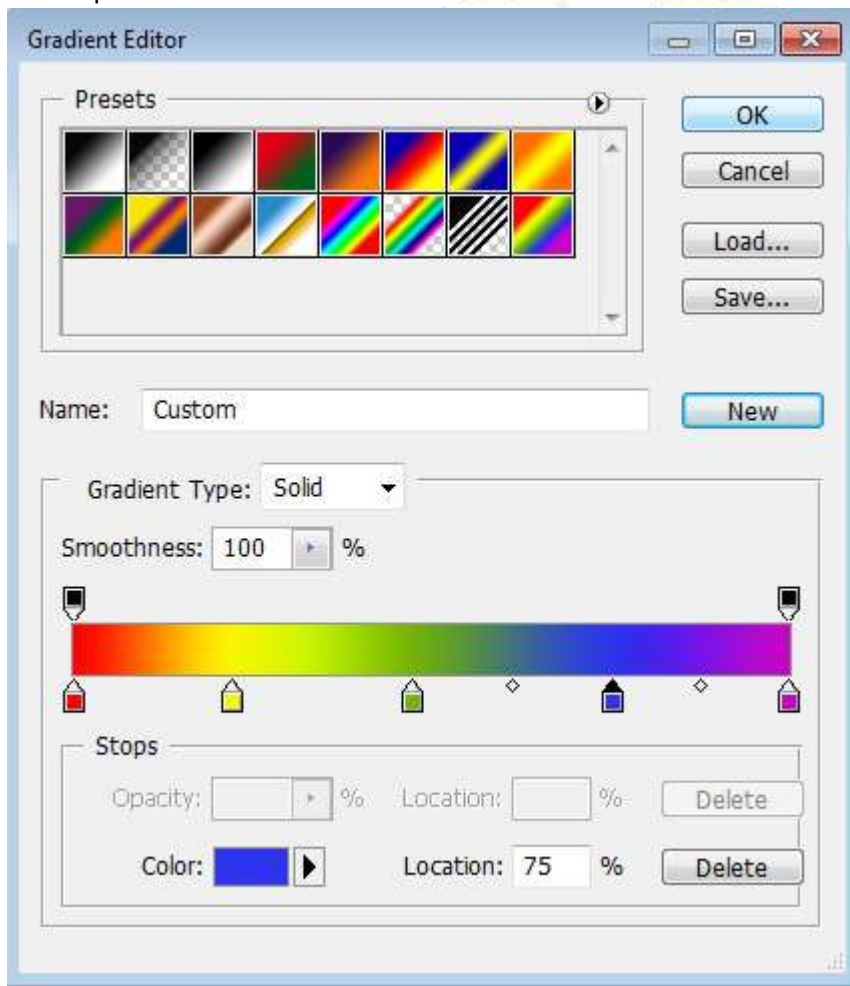 Gradient Editor
Presets
OK
Cancel
Load...
Save...
Name: Custom
New
Gradient Type: Solid
Smoothness: 100 %
Stops
Opacity: % Location: % Delete
Color: Location: 75 % Delete